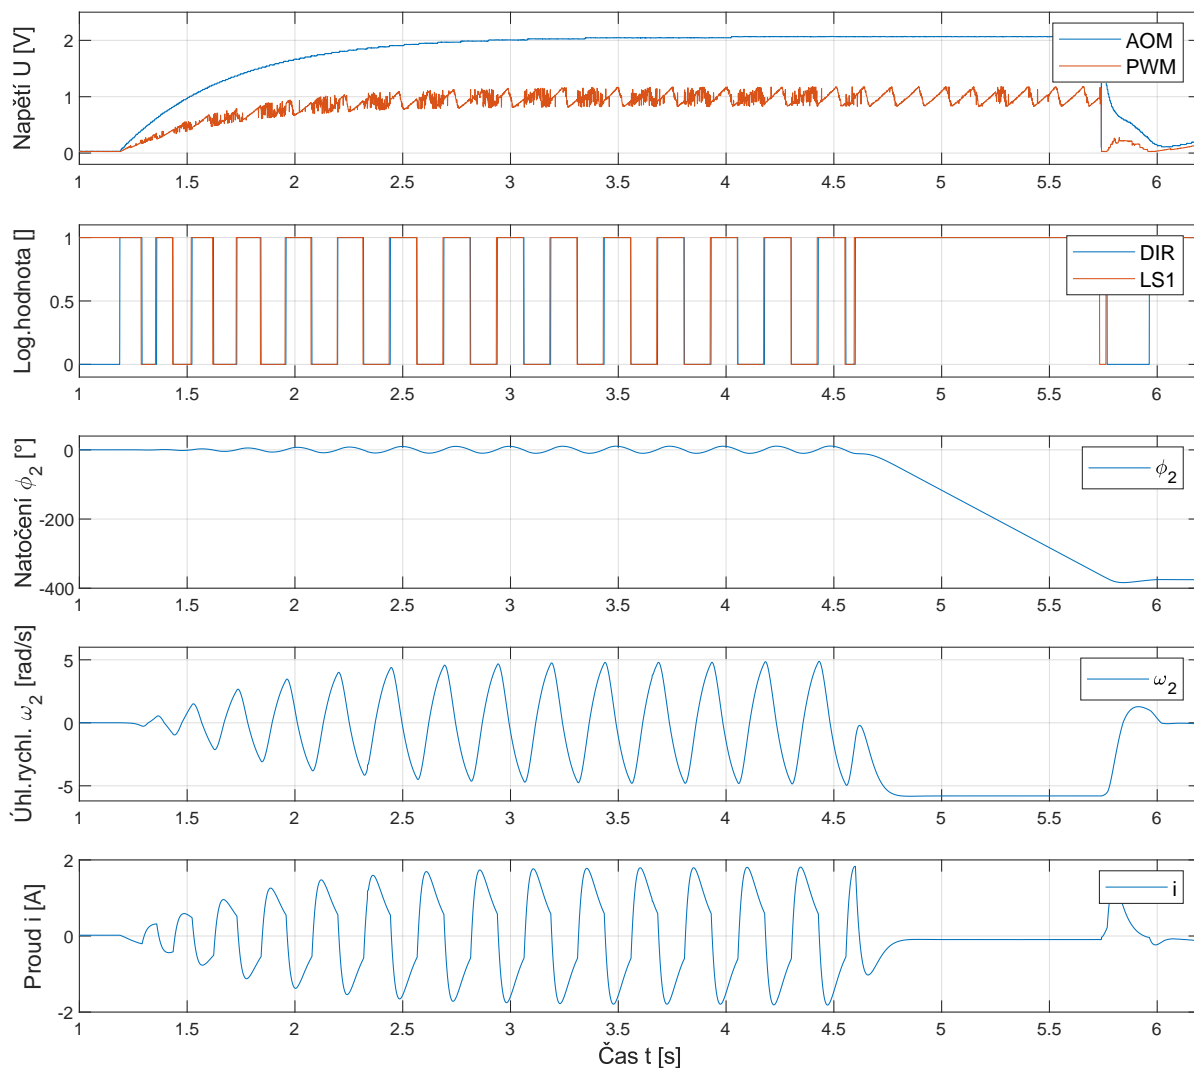 Napětí U [V]
2
1
0
AOM
PWM
1 1.5 2 2.5 3 3.5 4 4.5 5 5.5 6
Log.hodnota []
1
0.5
0
DIR
LS1
1 1.5 2 2.5 3 3.5 4 4.5 5 5.5 6
Natočení ϕ₂ [°]
0
-200
-400
ϕ₂
1 1.5 2 2.5 3 3.5 4 4.5 5 5.5 6
Úhl.rychl. ω₂ [rad/s]
5
0
-5
ω₂
1 1.5 2 2.5 3 3.5 4 4.5 5 5.5 6
Proud i [A]
2
0
-2
i
1 1.5 2 2.5 3 3.5 4 4.5 5 5.5 6
Čas t [s]